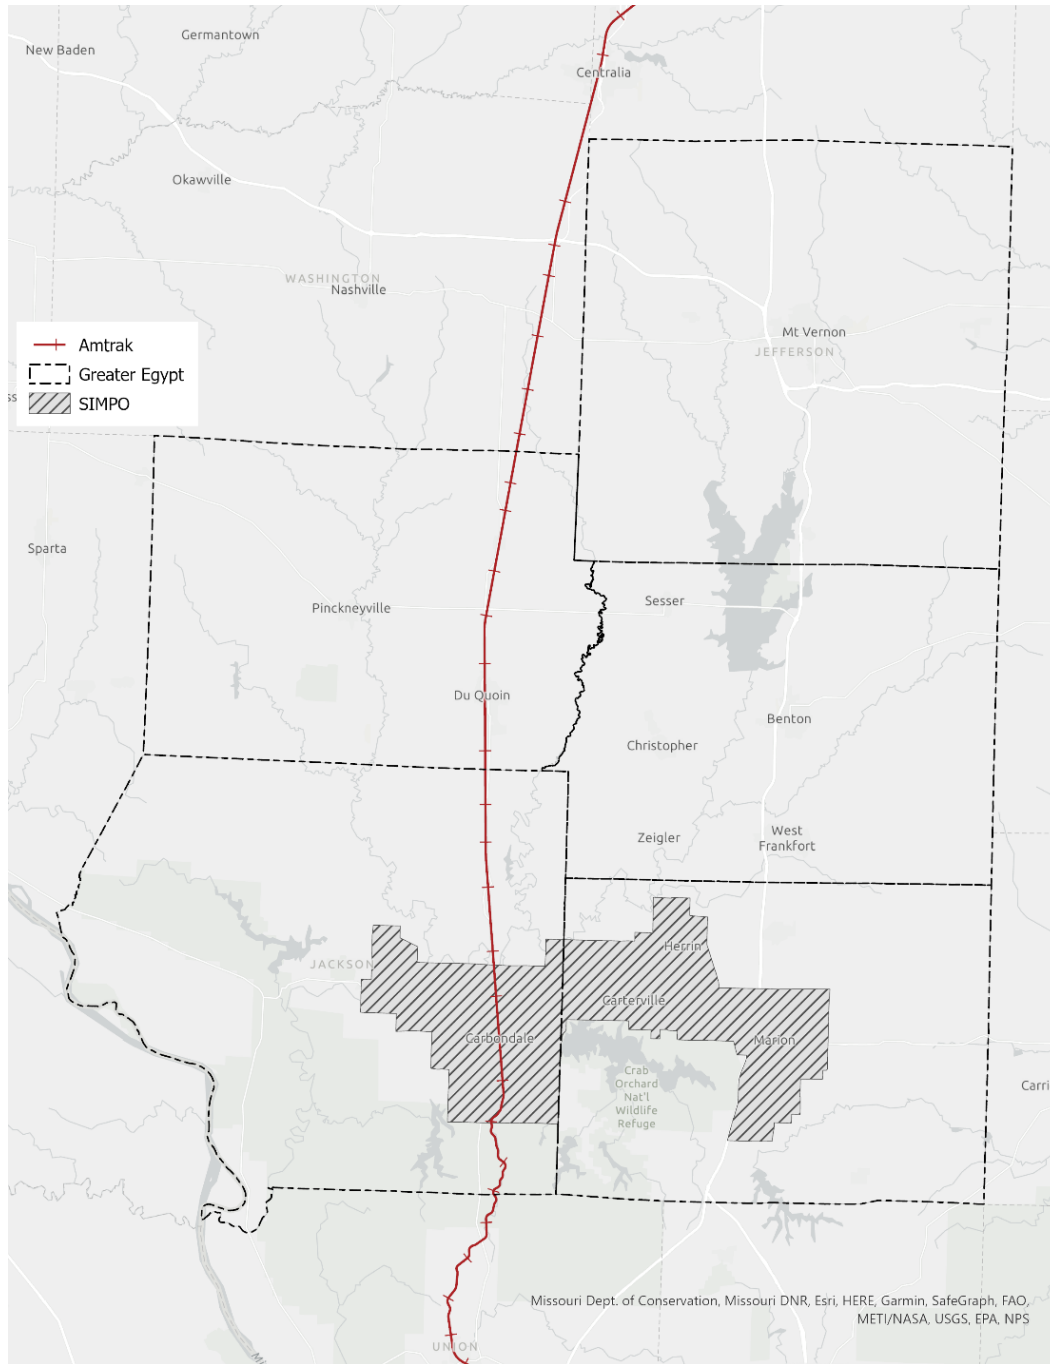 Germantown
New Baden
Centralia
Okawville
WASHINGTON
Nashville
Mt Vernon
JEFFERSON
Amtrak
Greater Egypt
SIMPO
Sparta
Pinckneyville
Sesser
Du Quoin
Benton
Christopher
Zeigler
West
Frankfort
JACKSON
Herrin
Carterville
Carbondale
Marion
Crab
Orchard
Nat'l
Wildlife
Refuge
Carri
Missouri Dept. of Conservation, Missouri DNR, Esri, HERE, Garmin, SafeGraph, FAO,
METI/NASA, USGS, EPA, NPS
UNION